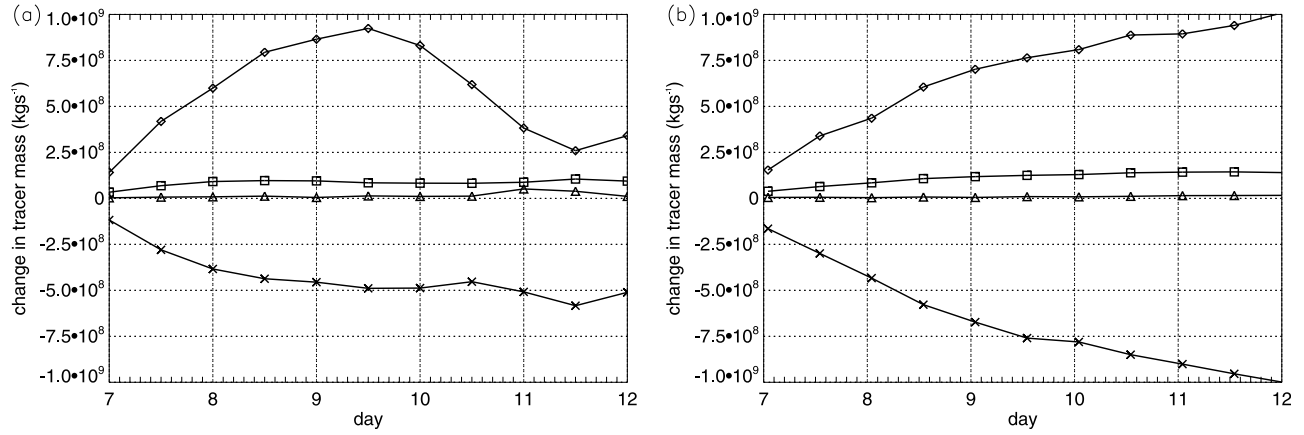 (a)
change in tracer mass (kgs⁻¹)
1.0•10⁹
7.5•10⁸
5.0•10⁸
2.5•10⁸
0
-2.5•10⁸
-5.0•10⁸
-7.5•10⁸
-1.0•10⁹
7 8 9 10 11 12
day
(b)
change in tracer mass (kgs⁻¹)
1.0•10⁹
7.5•10⁸
5.0•10⁸
2.5•10⁸
0
-2.5•10⁸
-5.0•10⁸
-7.5•10⁸
-1.0•10⁹
7 8 9 10 11 12
day